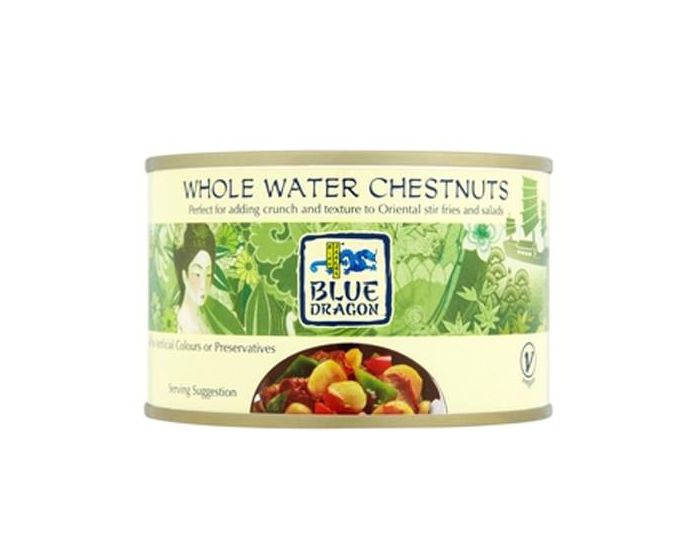 WHOLE WATER CHESTNUTS
Perfect for adding crunch and texture to Oriental stir fries and salads
BLUE
DRAGON
Artificial Colours or Preservatives
Serving Suggestion
V